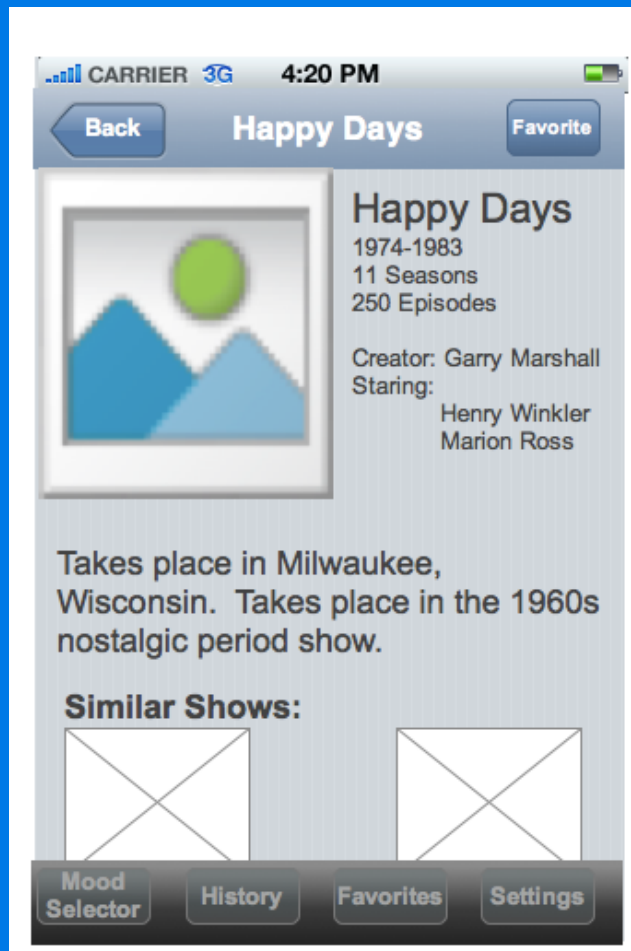 CARRIER 3G 4:20 PM
Back Happy Days Favorite
Happy Days
1974-1983
11 Seasons
250 Episodes
Creator: Garry Marshall
Staring:
Henry Winkler
Marion Ross
Takes place in Milwaukee,
Wisconsin. Takes place in the 1960s
nostalgic period show.
Similar Shows:
Mood
Selector History Favorites Settings